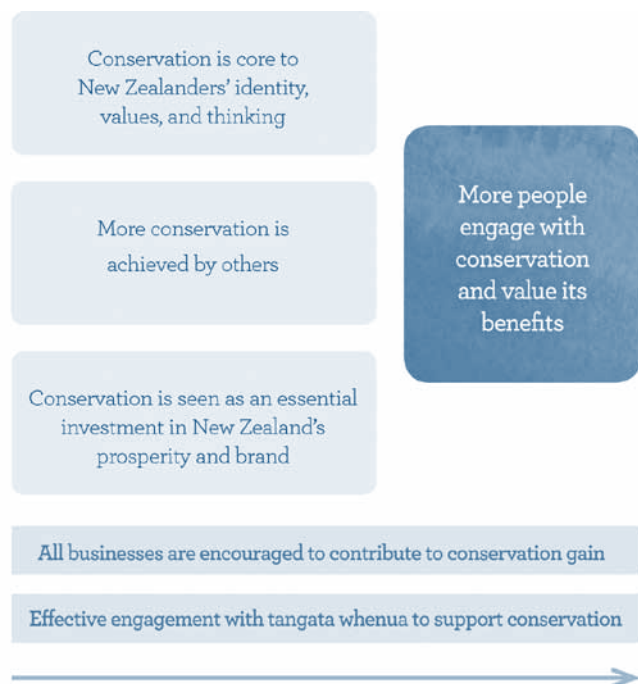 Conservation is core to
New Zealanders’ identity,
values, and thinking
More conservation is
achieved by others
Conservation is seen as an essential
investment in New Zealand’s
prosperity and brand
More people
engage with
conservation
and value its
benefits
All businesses are encouraged to contribute to conservation gain
Effective engagement with tangata whenua to support conservation